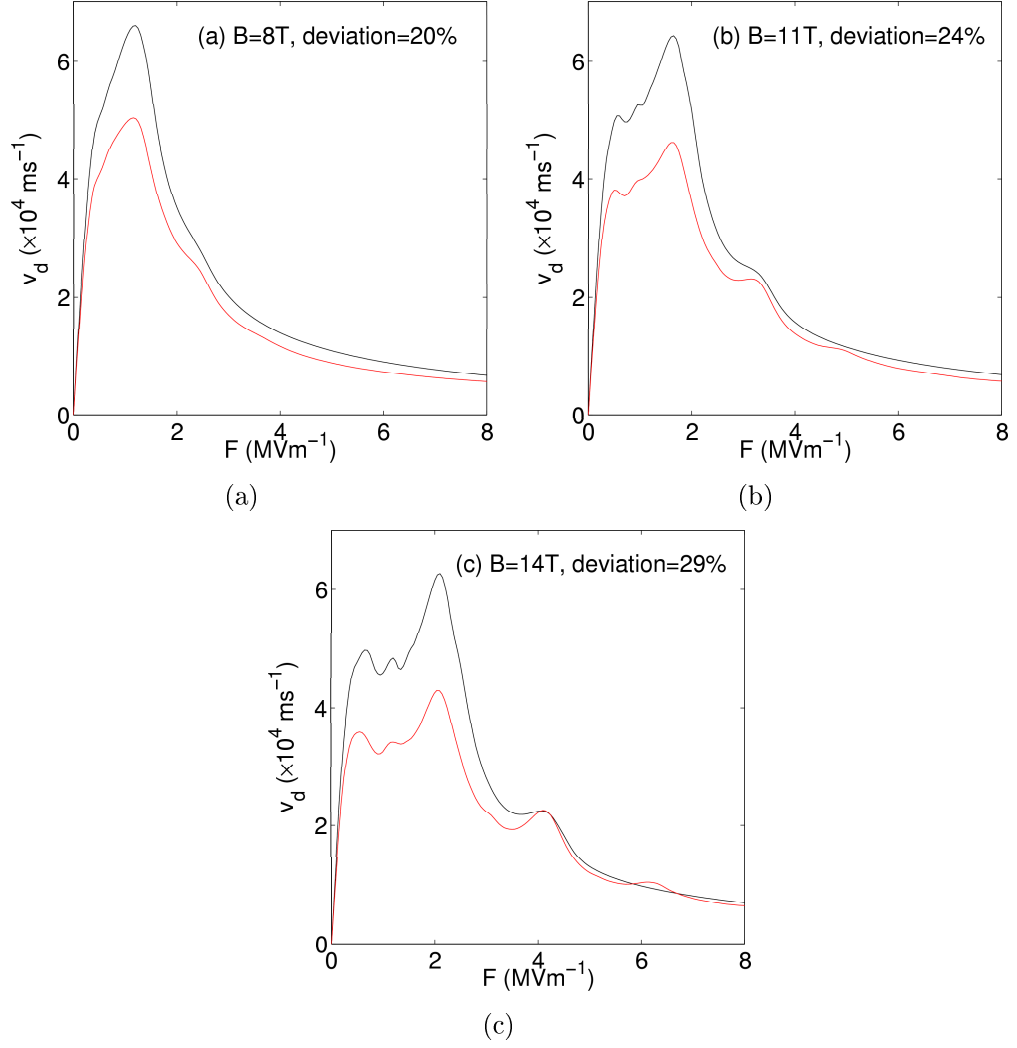 (a) B=8T, deviation=20%
6
4
2
0
v_d (×10^4 ms^−1)
0 2 4 6 8
F (MVm^−1)
(a)
(b) B=11T, deviation=24%
6
4
2
0
v_d (×10^4 ms^−1)
0 2 4 6 8
F (MVm^−1)
(b)
(c) B=14T, deviation=29%
6
4
2
0
v_d (×10^4 ms^−1)
0 2 4 6 8
F (MVm^−1)
(c)